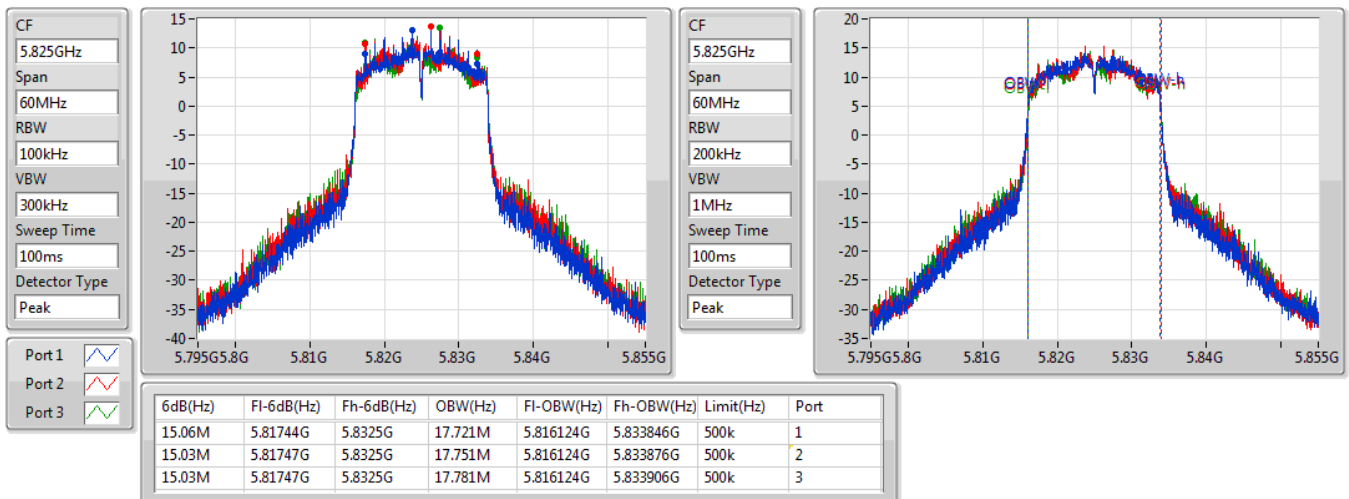 CF
5.825GHz
Span
60MHz
RBW
100kHz
VBW
300kHz
Sweep Time
100ms
Detector Type
Peak
15
10
5
0
-5
-10
-15
-20
-25
-30
-35
-40
5.795G 5.8G 5.81G 5.82G 5.83G 5.84G 5.855G
CF
5.825GHz
Span
60MHz
RBW
200kHz
VBW
1MHz
Sweep Time
100ms
Detector Type
Peak
20
15
10
5
0
-5
-10
-15
-20
-25
-30
-35
OBW-h
5.795G 5.8G 5.81G 5.82G 5.83G 5.84G 5.855G
Port 1
Port 2
Port 3
6dB(Hz) Fl-6dB(Hz) Fh-6dB(Hz) OBW(Hz) Fl-OBW(Hz) Fh-OBW(Hz) Limit(Hz) Port
15.06M 5.81744G 5.8325G 17.721M 5.816124G 5.833846G 500k 1
15.03M 5.81747G 5.8325G 17.751M 5.816124G 5.833876G 500k 2
15.03M 5.81747G 5.8325G 17.781M 5.816124G 5.833906G 500k 3